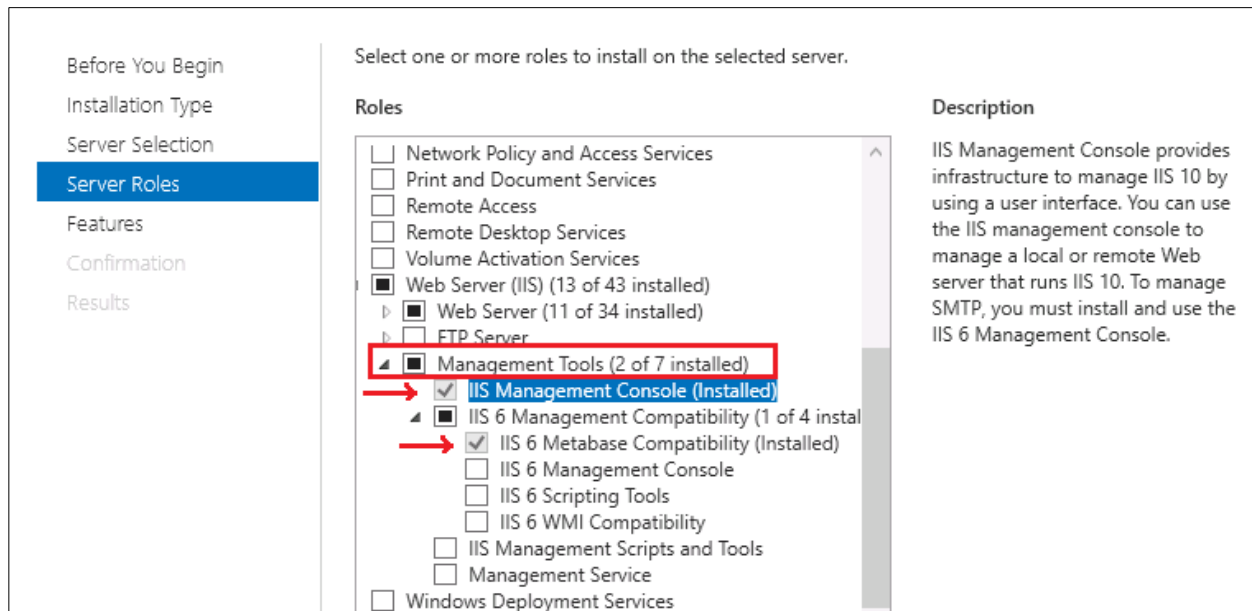 Before You Begin
Installation Type
Server Selection
Server Roles
Features
Confirmation
Results
Select one or more roles to install on the selected server.
Roles
Network Policy and Access Services
Print and Document Services
Remote Access
Remote Desktop Services
Volume Activation Services
Web Server (IIS) (13 of 43 installed)
Web Server (11 of 34 installed)
FTP Server
Management Tools (2 of 7 installed)
IIS Management Console (Installed)
IIS 6 Management Compatibility (1 of 4 instal
IIS 6 Metabase Compatibility (Installed)
IIS 6 Management Console
IIS 6 Scripting Tools
IIS 6 WMI Compatibility
IIS Management Scripts and Tools
Management Service
Windows Deployment Services
Description
IIS Management Console provides
infrastructure to manage IIS 10 by
using a user interface. You can use
the IIS management console to
manage a local or remote Web
server that runs IIS 10. To manage
SMTP, you must install and use the
IIS 6 Management Console.